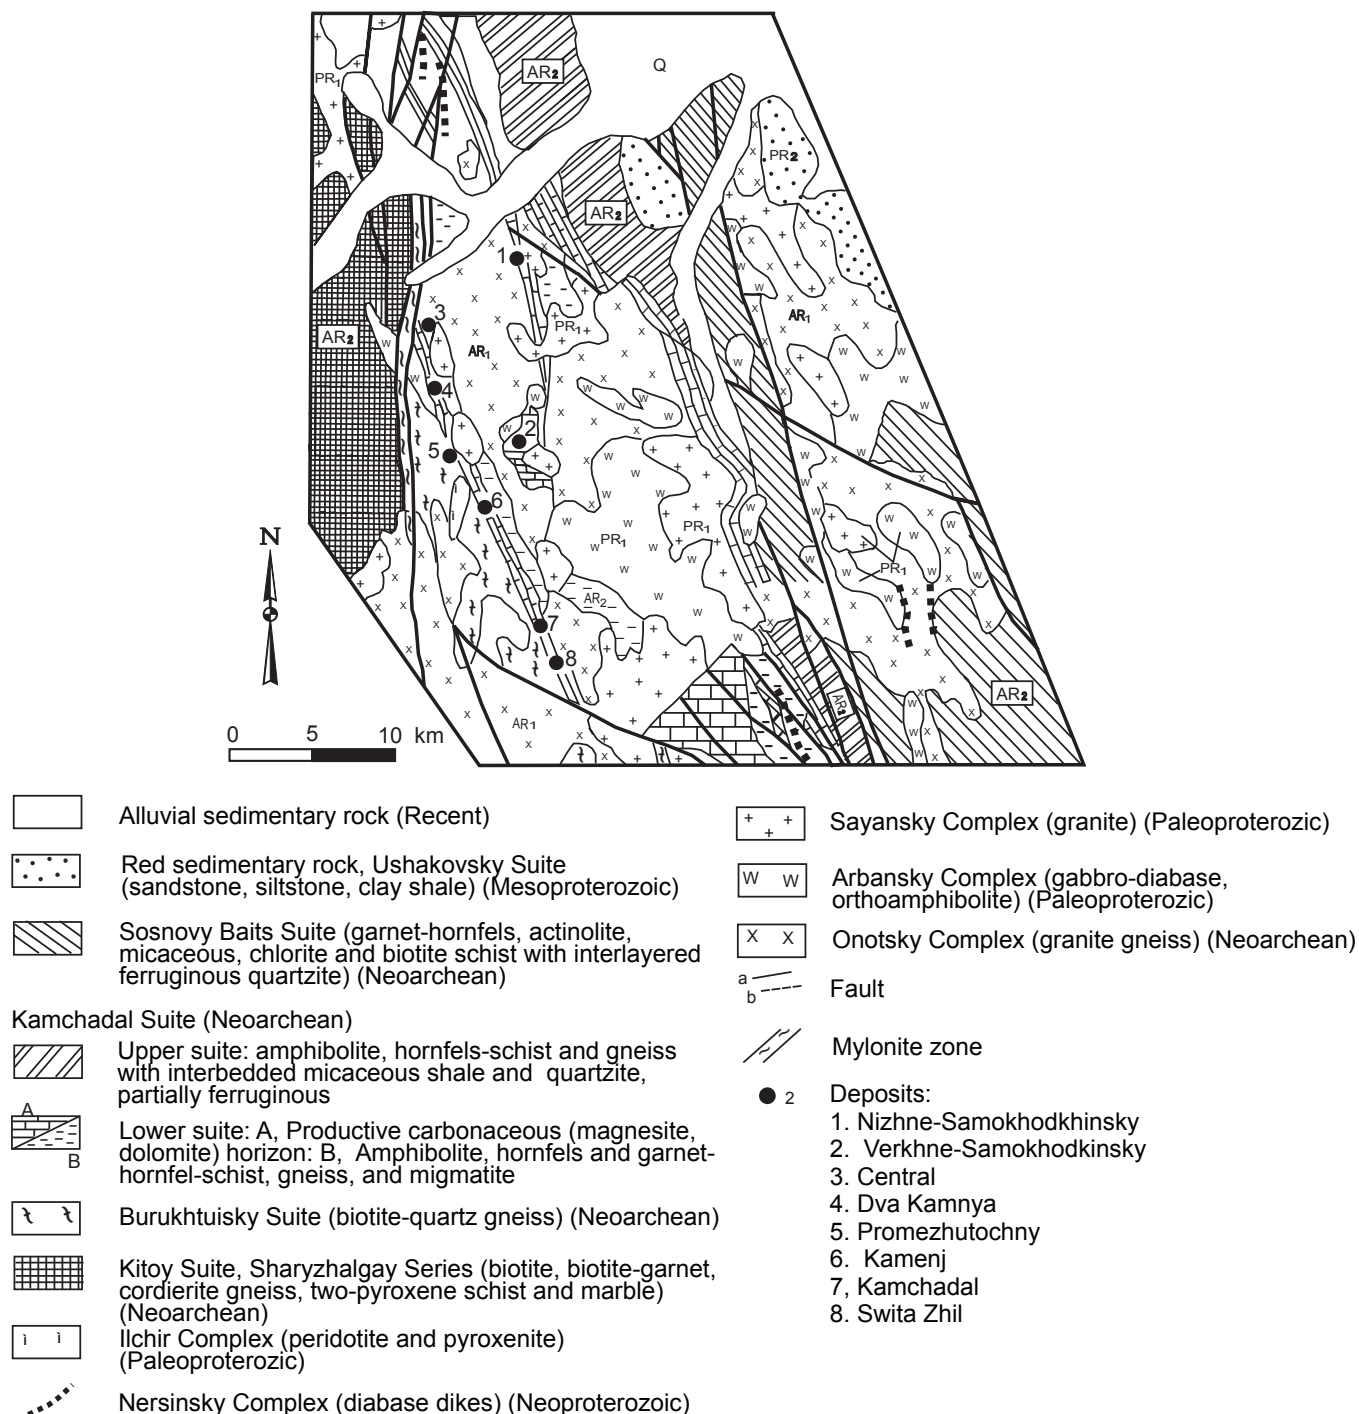 AR2
Q
PR1
PR2
AR2
1
AR1
3
PR1
AR2
AR1
4
2
5
6
PR1
PR1
PR1
N
AR2
7
8
AR2
AR2
AR1
0 5 10 km
Alluvial sedimentary rock (Recent)
Red sedimentary rock, Ushakovsky Suite
(sandstone, siltstone, clay shale) (Mesoproterozoic)
Sosnovy Baits Suite (garnet-hornfels, actinolite,
micaceous, chlorite and biotite schist with interlayered
ferruginous quartzite) (Neoarchean)
Kamchadal Suite (Neoarchean)
Upper suite: amphibolite, hornfels-schist and gneiss
with interbedded micaceous shale and quartzite,
partially ferruginous
A
Lower suite: A, Productive carbonaceous (magnesite,
dolomite) horizon: B, Amphibolite, hornfels and garnet-
hornfel-schist, gneiss, and migmatite
B
Burukhtuisky Suite (biotite-quartz gneiss) (Neoarchean)
Kitoy Suite, Sharyzhalgay Series (biotite, biotite-garnet,
cordierite gneiss, two-pyroxene schist and marble)
(Neoarchean)
Ilchir Complex (peridotite and pyroxenite)
(Paleoproterozic)
Nersinsky Complex (diabase dikes) (Neoproterozoic)
Sayansky Complex (granite) (Paleoproterozic)
W W
Arbansky Complex (gabbro-diabase,
orthoamphibolite) (Paleoproterozic)
X X
Onotsky Complex (granite gneiss) (Neoarchean)
a
b
Fault
Mylonite zone
2
Deposits:
1. Nizhne-Samokhodkhinsky
2. Verkhne-Samokhodkinsky
3. Central
4. Dva Kamnya
5. Promezhutochny
6. Kamenj
7, Kamchadal
8. Swita Zhil